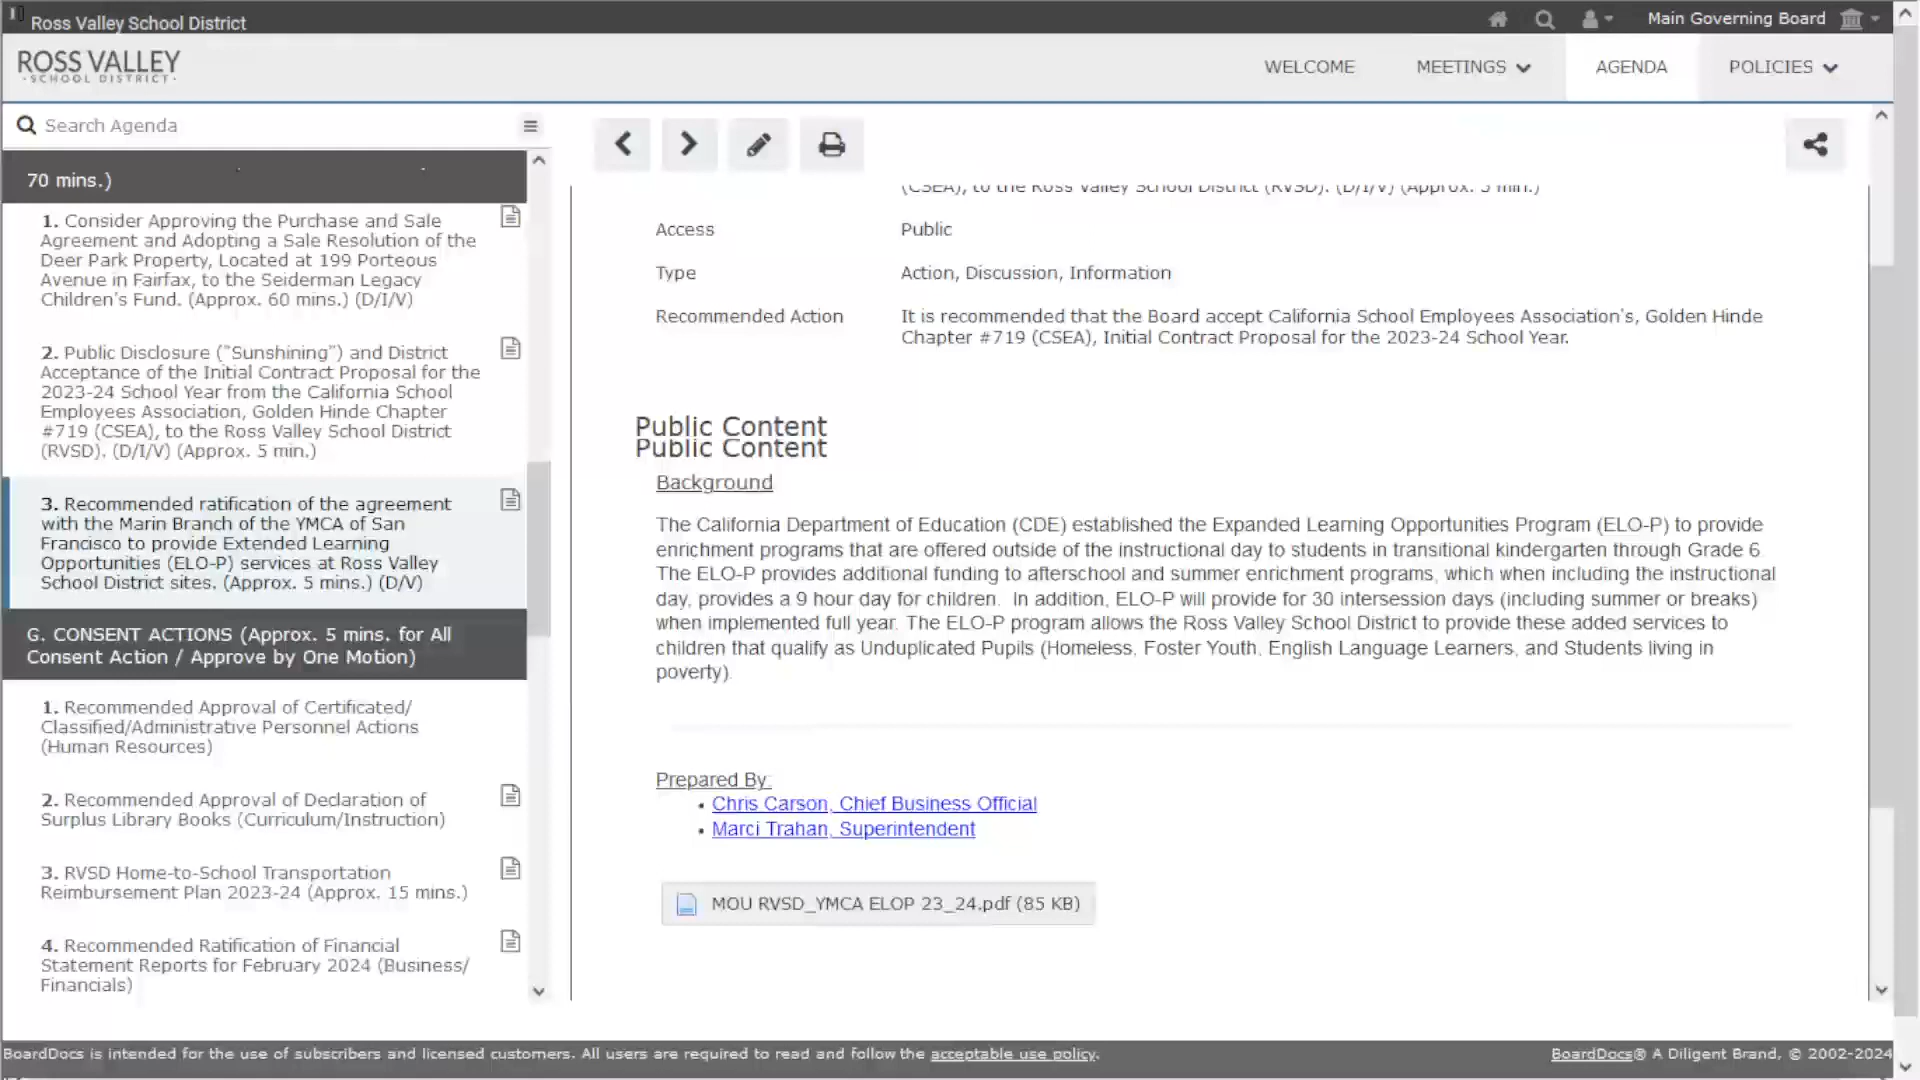 Ross Valley School District
Main Governing Board
ROSS VALLEY
·SCHOOL DISTRICT·
WELCOME
MEETINGS
AGENDA
POLICIES
Search Agenda
70 mins.)
1. Consider Approving the Purchase and Sale
Agreement and Adopting a Sale Resolution of the
Deer Park Property, Located at 199 Porteous
Avenue in Fairfax, to the Seiderman Legacy
Children's Fund. (Approx. 60 mins.) (D/I/V)
2. Public Disclosure ("Sunshining") and District
Acceptance of the Initial Contract Proposal for the
2023-24 School Year from the California School
Employees Association, Golden Hinde Chapter
#719 (CSEA), to the Ross Valley School District
(RVSD). (D/I/V) (Approx. 5 min.)
3. Recommended ratification of the agreement
with the Marin Branch of the YMCA of San
Francisco to provide Extended Learning
Opportunities (ELO-P) services at Ross Valley
School District sites. (Approx. 5 mins.) (D/V)
G. CONSENT ACTIONS (Approx. 5 mins. for All
Consent Action / Approve by One Motion)
1. Recommended Approval of Certificated/
Classified/Administrative Personnel Actions
(Human Resources)
2. Recommended Approval of Declaration of
Surplus Library Books (Curriculum/Instruction)
3. RVSD Home-to-School Transportation
Reimbursement Plan 2023-24 (Approx. 15 mins.)
4. Recommended Ratification of Financial
Statement Reports for February 2024 (Business/
Financials)
(CSEA), to the Ross Valley School District (RVSD). (D/I/V) (Approx. 5 min.)
Access Public
Type Action, Discussion, Information
Recommended Action It is recommended that the Board accept California School Employees Association's, Golden Hinde
Chapter #719 (CSEA), Initial Contract Proposal for the 2023-24 School Year.
Public Content
Public Content
Background
The California Department of Education (CDE) established the Expanded Learning Opportunities Program (ELO-P) to provide
enrichment programs that are offered outside of the instructional day to students in transitional kindergarten through Grade 6.
The ELO-P provides additional funding to afterschool and summer enrichment programs, which when including the instructional
day, provides a 9 hour day for children. In addition, ELO-P will provide for 30 intersession days (including summer or breaks)
when implemented full year. The ELO-P program allows the Ross Valley School District to provide these added services to
children that qualify as Unduplicated Pupils (Homeless, Foster Youth, English Language Learners, and Students living in
poverty).
Prepared By:
• Chris Carson, Chief Business Official
• Marci Trahan, Superintendent
MOU RVSD_YMCA ELOP 23_24.pdf (85 KB)
BoardDocs is intended for the use of subscribers and licensed customers. All users are required to read and follow the acceptable use policy.
BoardDocs® A Diligent Brand, © 2002-2024